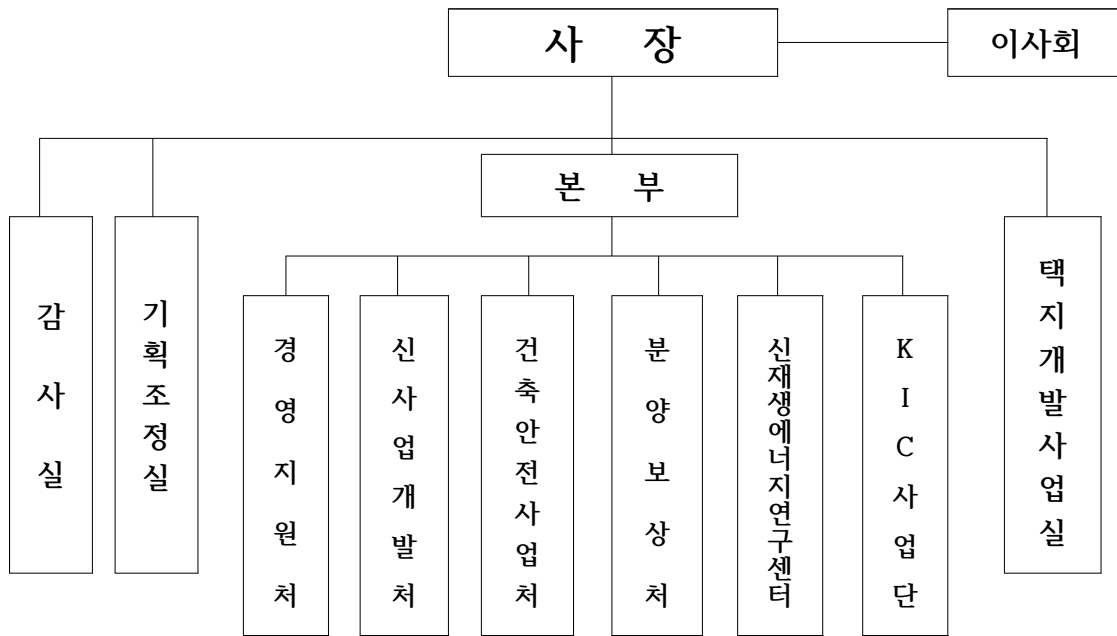 사 장
이사회
본 부
감사실
기획조정실
경영지원처
신사업개발처
건축안전사업처
분양보상처
신재생에너지연구센터
KIC사업단
택지개발사업실